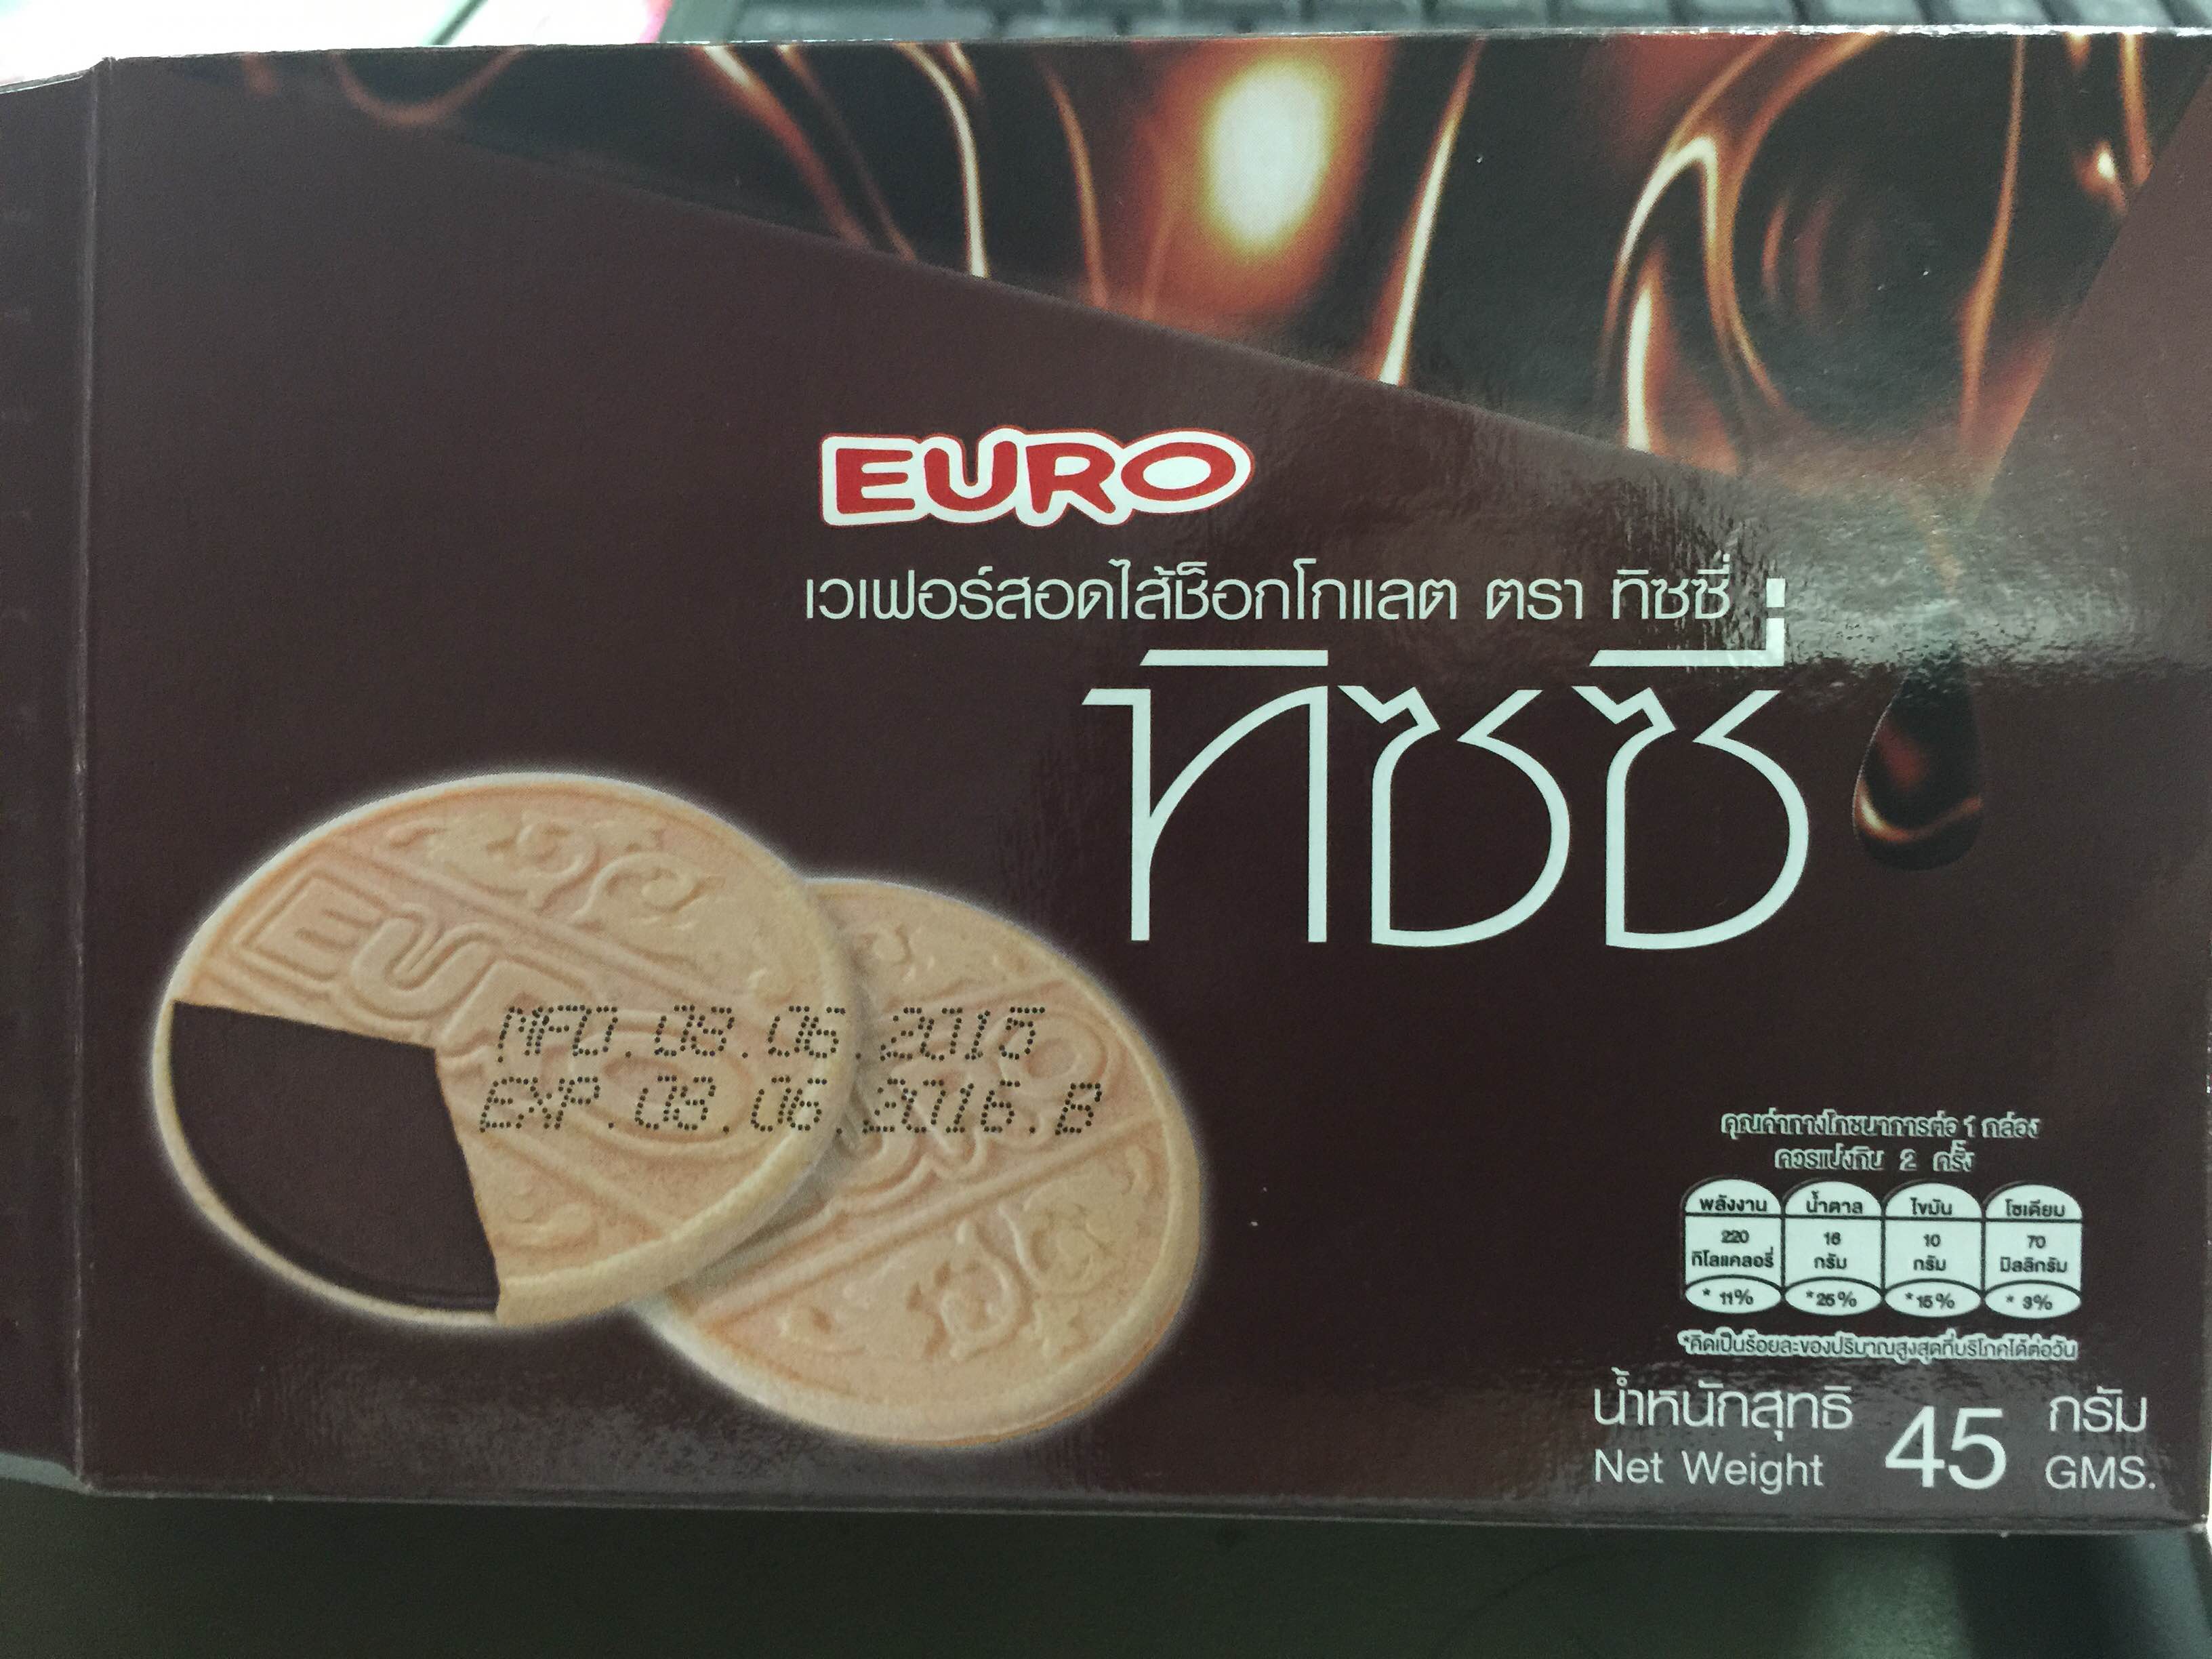 EURO
เวเฟอร์สอดไส้ช็อกโกแลต ตรา ทิซซี่
ทิซซี่
EURO
MFD.08.06.2015
EXP.08.06.2016.B
คุณค่าทางโภชนาการต่อ 1 กล่อง
ควรแบ่งกิน 2 ครั้ง
พลังงาน น้ำตาล ไขมัน โซเดียม
220 16 10 70
กิโลแคลอรี่ กรัม กรัม มิลลิกรัม
* 11% *25% *15% * 3%
*คิดเป็นร้อยละของปริมาณสูงสุดที่บริโภคได้ต่อวัน
น้ำหนักสุทธิ 45 กรัม
Net Weight GMS.